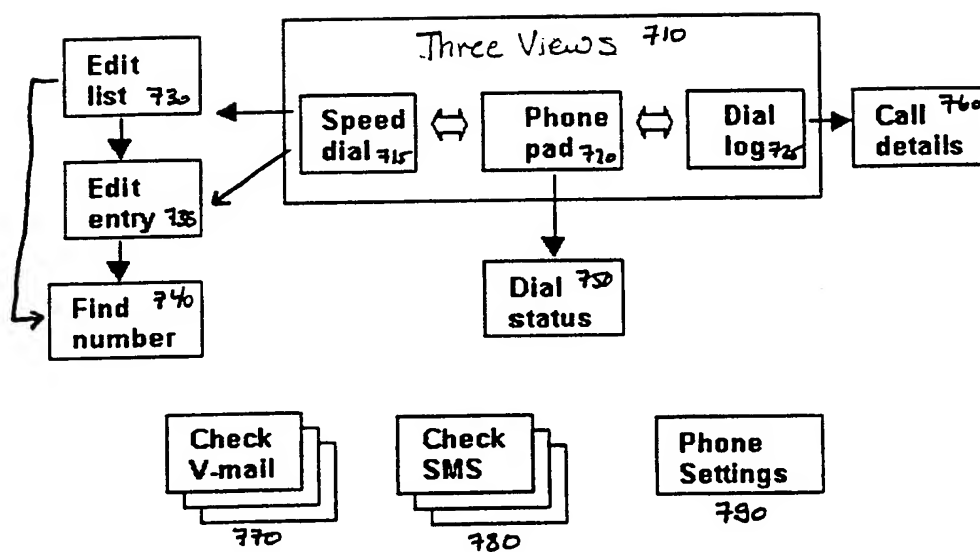 Three Views 710
Edit
list 730
Speed
dial 715
Phone
pad 720
Dial
log 725
Call 760
details
Edit
entry 735
Find 740
number
Dial 750
status
Check
V-mail
770
Check
SMS
780
Phone
Settings
790